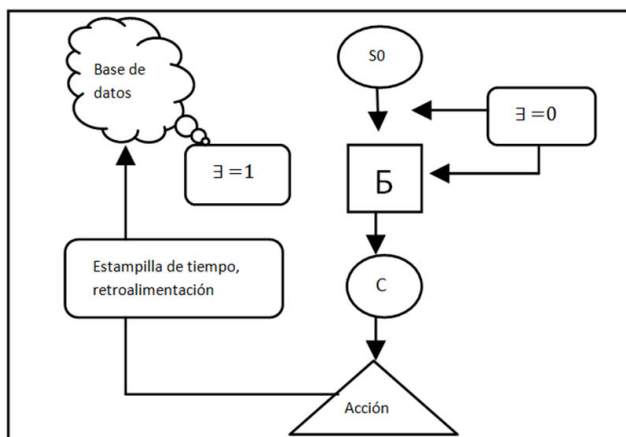 Base de
datos
S0
∃ =0
∃ =1
Б
Estampilla de tiempo,
retroalimentación
C
Acción